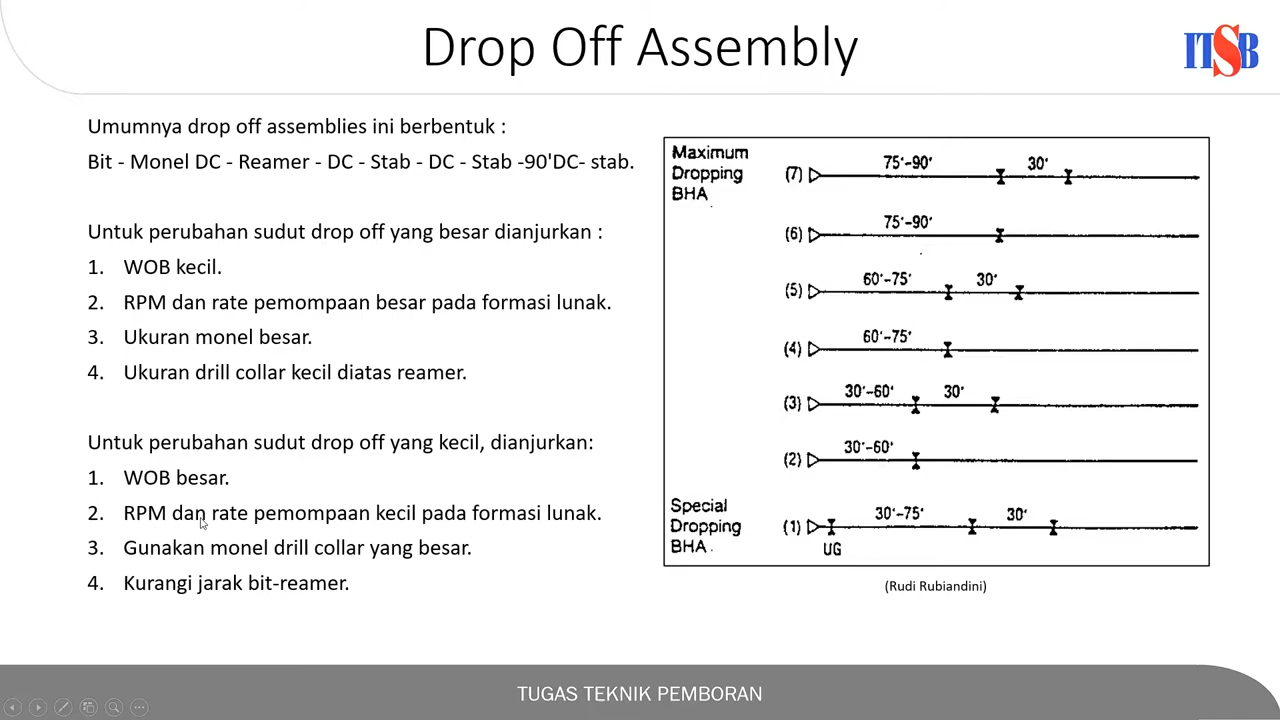 Drop Off Assembly
ITSB
Umumnya drop off assemblies ini berbentuk :
Bit - Monel DC - Reamer - DC - Stab - DC - Stab -90'DC- stab.
Untuk perubahan sudut drop off yang besar dianjurkan :
1. WOB kecil.
2. RPM dan rate pemompaan besar pada formasi lunak.
3. Ukuran monel besar.
4. Ukuran drill collar kecil diatas reamer.
Untuk perubahan sudut drop off yang kecil, dianjurkan:
1. WOB besar.
2. RPM dan rate pemompaan kecil pada formasi lunak.
3. Gunakan monel drill collar yang besar.
4. Kurangi jarak bit-reamer.
Maximum
Dropping
BHA
(7) 75'-90' 30'
(6) 75'-90'
(5) 60'-75' 30'
(4) 60'-75'
(3) 30'-60' 30'
(2) 30'-60'
Special
Dropping
BHA.
(1) 30'-75' 30'
UG
(Rudi Rubiandini)
TUGAS TEKNIK PEMBORAN